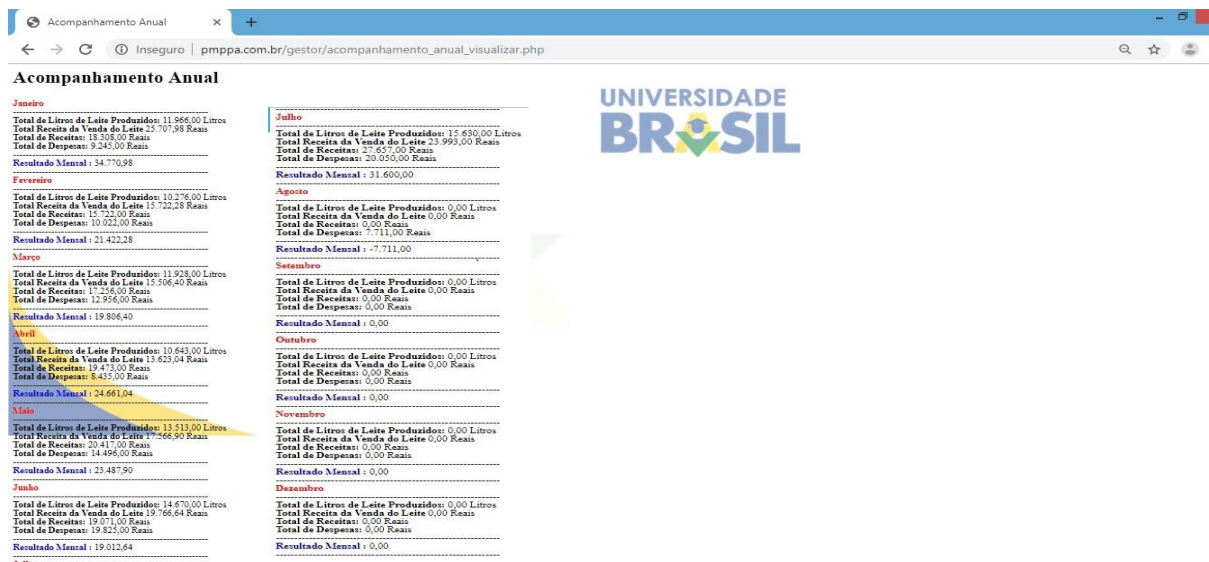 Acompanhamento Anual
Inseguro | pmppa.com.br/gestor/acompanhamento_anual_visualizar.php
Acompanhamento Anual
Janeiro
Total de Litros de Leite Produzidos: 11.966,00 Litros
Total Receita da Venda do Leite 25.707,98 Reais
Total de Receitas: 18.308,00 Reais
Total de Despesas: 9.245,00 Reais
Resultado Mensal : 34.770,98
Fevereiro
Total de Litros de Leite Produzidos: 10.276,00 Litros
Total Receita da Venda do Leite 15.722,28 Reais
Total de Receitas: 15.722,00 Reais
Total de Despesas: 10.022,00 Reais
Resultado Mensal : 21.422,28
Março
Total de Litros de Leite Produzidos: 11.928,00 Litros
Total Receita da Venda do Leite 15.506,40 Reais
Total de Receitas: 17.256,00 Reais
Total de Despesas: 12.956,00 Reais
Resultado Mensal : 19.806,40
Abril
Total de Litros de Leite Produzidos: 10.643,00 Litros
Total Receita da Venda do Leite 13.623,04 Reais
Total de Receitas: 19.473,00 Reais
Total de Despesas: 8.435,00 Reais
Resultado Mensal : 24.661,04
Maio
Total de Litros de Leite Produzidos: 13.513,00 Litros
Total Receita da Venda do Leite 17.566,90 Reais
Total de Receitas: 20.417,00 Reais
Total de Despesas: 14.496,00 Reais
Resultado Mensal : 23.487,90
Junho
Total de Litros de Leite Produzidos: 14.670,00 Litros
Total Receita da Venda do Leite 19.766,64 Reais
Total de Receitas: 19.071,00 Reais
Total de Despesas: 19.825,00 Reais
Resultado Mensal : 19.012,64
Julho
Total de Litros de Leite Produzidos: 15.630,00 Litros
Total Receita da Venda do Leite 23.993,00 Reais
Total de Receitas: 27.657,00 Reais
Total de Despesas: 20.050,00 Reais
Resultado Mensal : 31.600,00
Agosto
Total de Litros de Leite Produzidos: 0,00 Litros
Total Receita da Venda do Leite 0,00 Reais
Total de Receitas: 0,00 Reais
Total de Despesas: 7.711,00 Reais
Resultado Mensal : -7.711,00
Setembro
Total de Litros de Leite Produzidos: 0,00 Litros
Total Receita da Venda do Leite 0,00 Reais
Total de Receitas: 0,00 Reais
Total de Despesas: 0,00 Reais
Resultado Mensal : 0,00
Outubro
Total de Litros de Leite Produzidos: 0,00 Litros
Total Receita da Venda do Leite 0,00 Reais
Total de Receitas: 0,00 Reais
Total de Despesas: 0,00 Reais
Resultado Mensal : 0,00
Novembro
Total de Litros de Leite Produzidos: 0,00 Litros
Total Receita da Venda do Leite 0,00 Reais
Total de Receitas: 0,00 Reais
Total de Despesas: 0,00 Reais
Resultado Mensal : 0,00
Dezembro
Total de Litros de Leite Produzidos: 0,00 Litros
Total Receita da Venda do Leite 0,00 Reais
Total de Receitas: 0,00 Reais
Total de Despesas: 0,00 Reais
Resultado Mensal : 0,00
UNIVERSIDADE
BRASIL